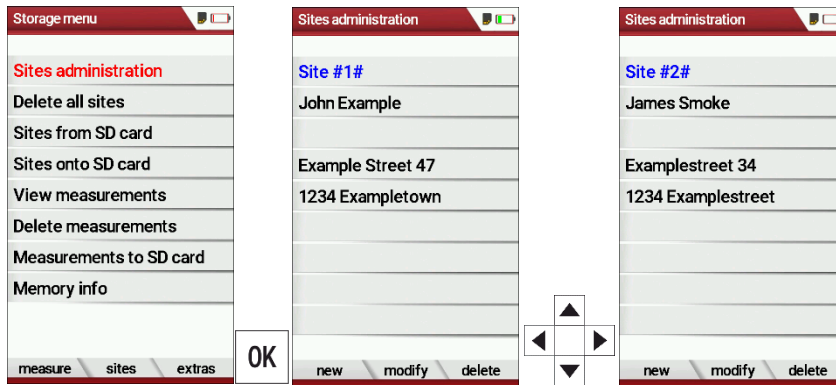 Storage menu
Sites administration
Delete all sites
Sites from SD card
Sites onto SD card
View measurements
Delete measurements
Measurements to SD card
Memory info
measure sites extras
OK
Sites administration
Site #1#
John Example
Example Street 47
1234 Exampletown
new modify delete
Sites administration
Site #2#
James Smoke
Examplestreet 34
1234 Examplestreet
new modify delete